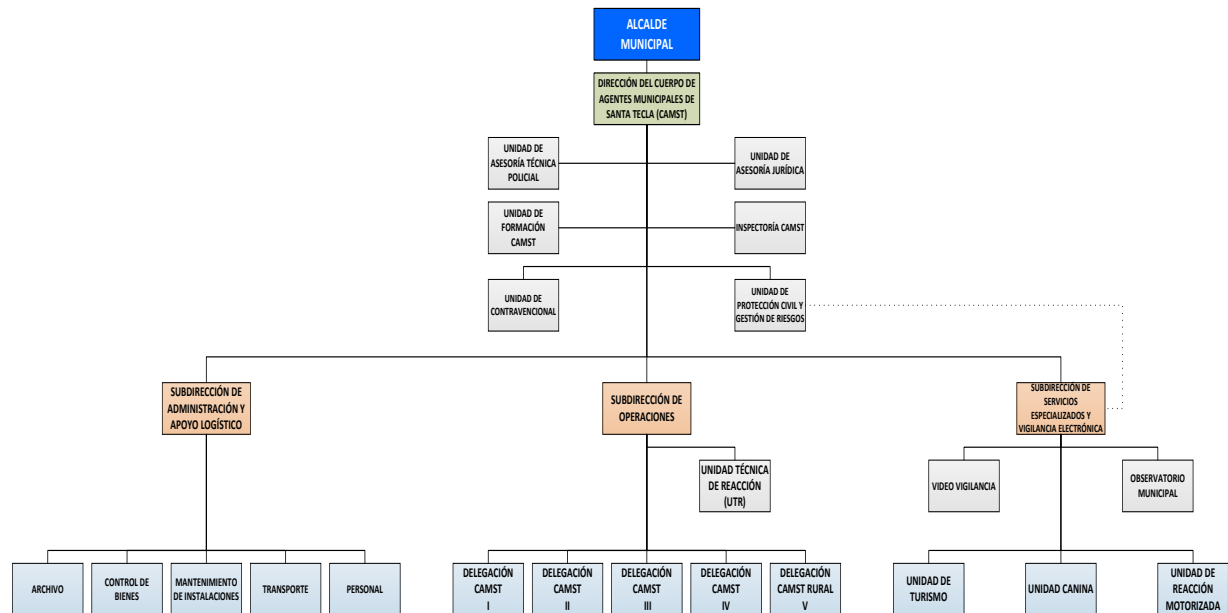 ALCALDE
MUNICIPAL
DIRECCIÓN DEL CUERPO DE
AGENTES MUNICIPALES DE
SANTA TECLA (CAMST)
UNIDAD DE
ASESORÍA TÉCNICA
POLICIAL
UNIDAD DE
ASESORÍA JURÍDICA
UNIDAD DE
FORMACIÓN
CAMST
INSPECTORÍA CAMST
UNIDAD DE
CONTRAVENCIONAL
UNIDAD DE
PROTECCIÓN CIVIL Y
GESTIÓN DE RIESGOS
SUBDIRECCIÓN DE
ADMINISTRACIÓN Y
APOYO LOGÍSTICO
SUBDIRECCIÓN DE
OPERACIONES
SUBDIRECCIÓN DE
SERVICIOS
ESPECIALIZADOS Y
VIGILANCIA ELECTRÓNICA
UNIDAD TÉCNICA
DE REACCIÓN
(UTR)
VIDEO VIGILANCIA
OBSERVATORIO
MUNICIPAL
ARCHIVO
CONTROL DE
BIENES
MANTENIMIENTO
DE INSTALACIONES
TRANSPORTE
PERSONAL
DELEGACIÓN
CAMST
I
DELEGACIÓN
CAMST
II
DELEGACIÓN
CAMST
III
DELEGACIÓN
CAMST
IV
DELEGACIÓN
CAMST RURAL
V
UNIDAD DE
TURISMO
UNIDAD CANINA
UNIDAD DE
REACCIÓN
MOTORIZADA